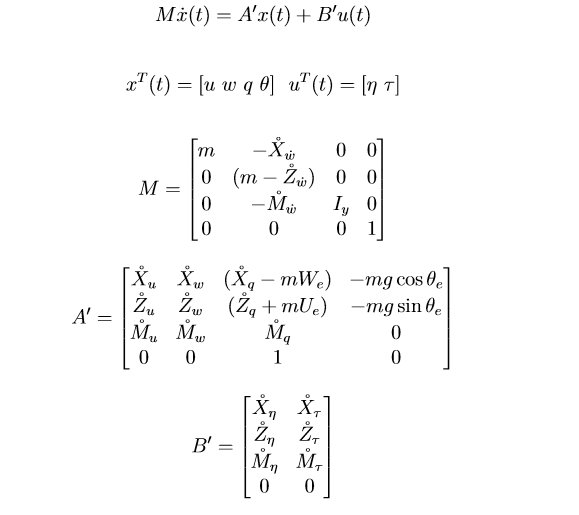 Mẋ(t) = A′x(t) + B′u(t)
xᵀ(t) = [u w q θ]  uᵀ(t) = [η τ]
M = [m  −X̊_ẇ  0  0
0  (m − Z̊_ẇ)  0  0
0  −M̊_ẇ  I_y  0
0  0  0  1]
A′ = [X̊_u  X̊_w  (X̊_q − mW_e)  −mg cos θ_e
Z̊_u  Z̊_w  (Z̊_q + mU_e)  −mg sin θ_e
M̊_u  M̊_w  M̊_q  0
0  0  1  0]
B′ = [X̊_η  X̊_τ
Z̊_η  Z̊_τ
M̊_η  M̊_τ
0  0]